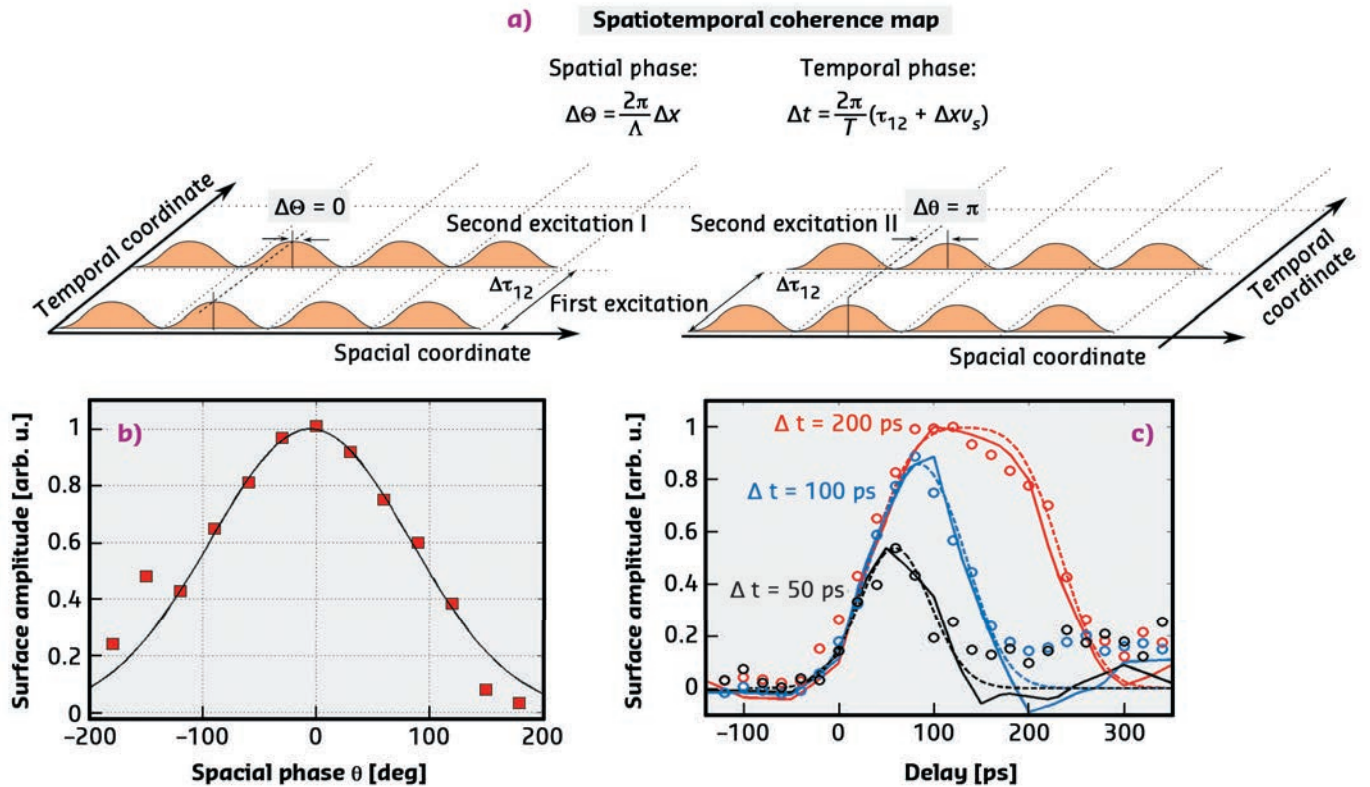 a) Spatiotemporal coherence map
Spatial phase:
Temporal phase:
ΔΘ = 2π/Λ Δx
Δt = 2π/T (τ₁₂ + Δxνₛ)
Temporal coordinate
ΔΘ = 0
Second excitation I
Δτ₁₂
First excitation
Spacial coordinate
Second excitation II
Δθ = π
Δτ₁₂
Temporal
coordinate
Spacial coordinate
b)
Surface amplitude [arb. u.]
1
0.8
0.6
0.4
0.2
0
−200
−100
0
100
200
Spacial phase θ [deg]
c)
Surface amplitude [arb. u.]
1
0.8
0.6
0.4
0.2
0
Δ t = 200 ps
Δ t = 100 ps
Δ t = 50 ps
−100
0
100
200
300
Delay [ps]